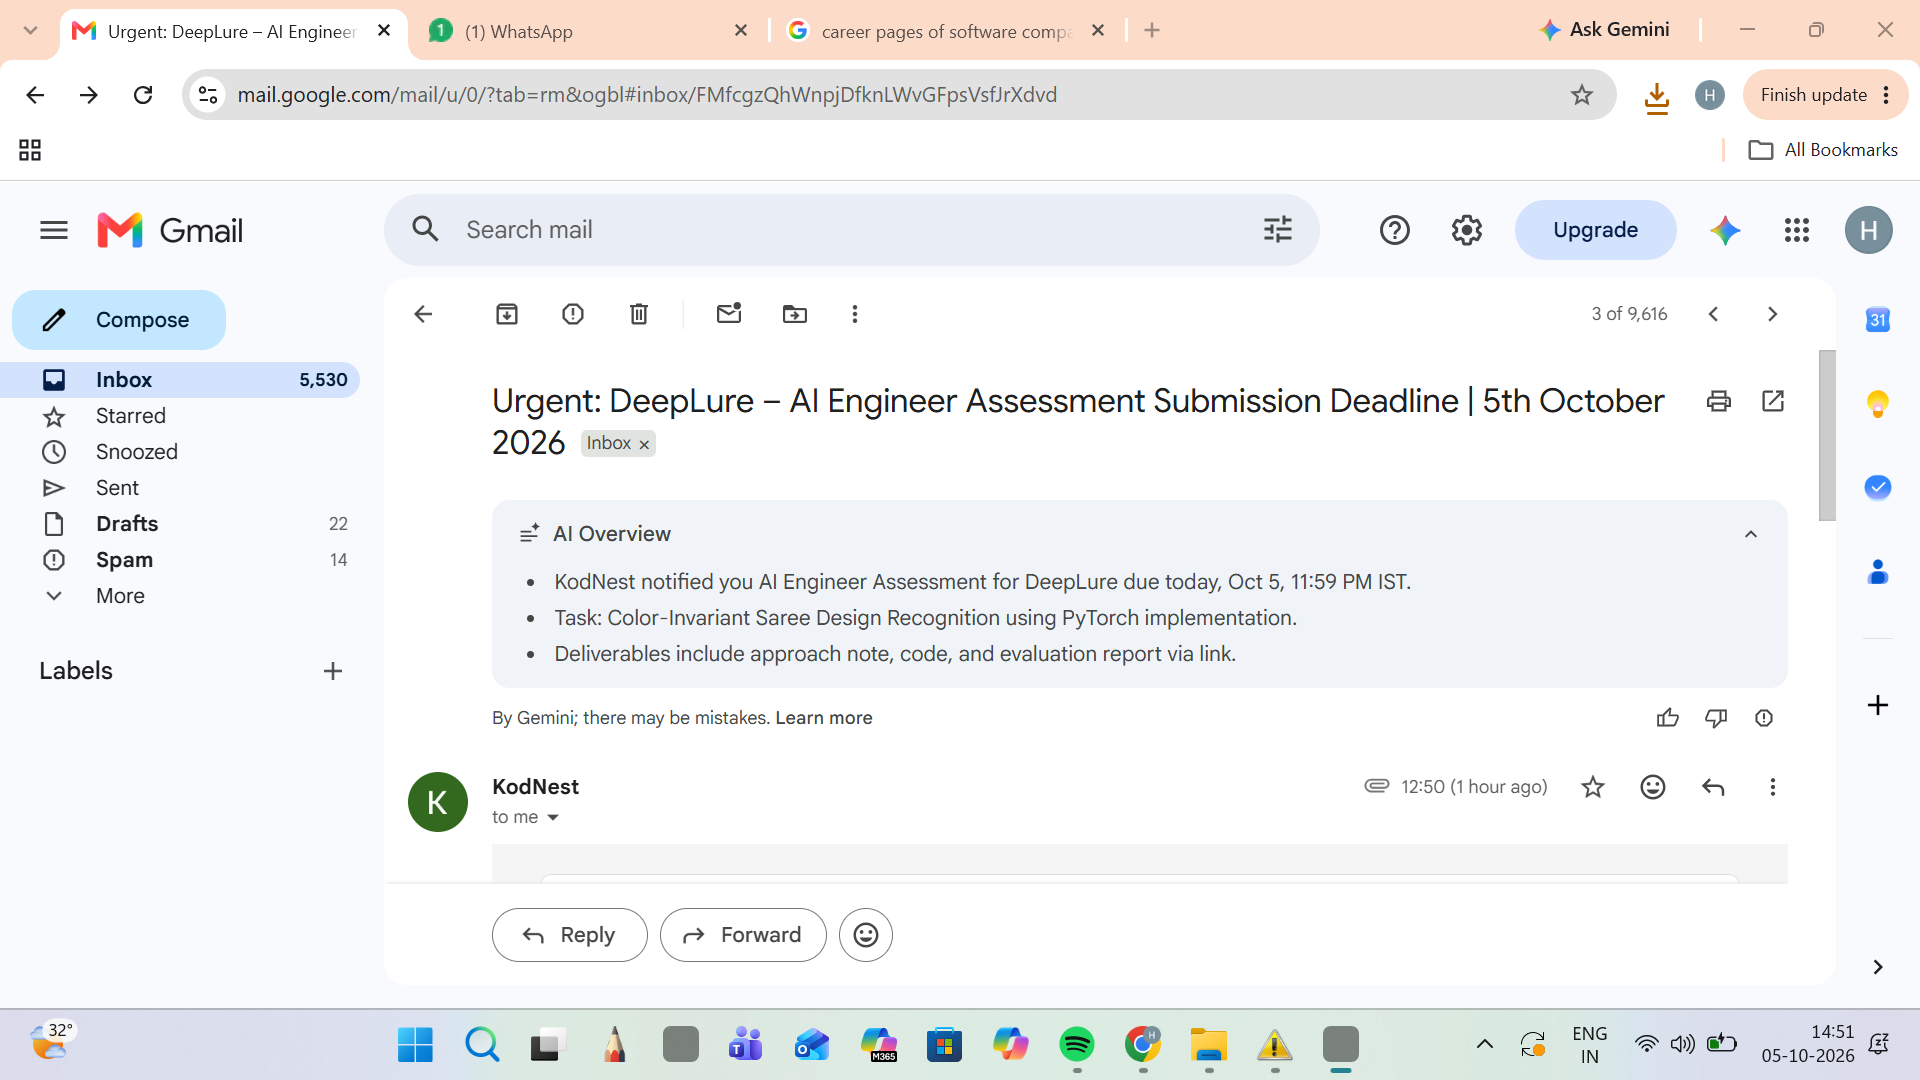 Urgent: DeepLure – AI Engineer
(1) WhatsApp
career pages of software comp
Ask Gemini
mail.google.com/mail/u/0/?tab=rm&ogbl#inbox/FMfcgzQhWnpjDfknLWvGFpsVsfJrXdvd
H
Finish update
All Bookmarks
Gmail
Search mail
Upgrade
H
Compose
Inbox 5,530
Starred
Snoozed
Sent
Drafts 22
Spam 14
More
Labels
3 of 9,616
Urgent: DeepLure – AI Engineer Assessment Submission Deadline | 5th October
2026 Inbox x
AI Overview
• KodNest notified you AI Engineer Assessment for DeepLure due today, Oct 5, 11:59 PM IST.
• Task: Color-Invariant Saree Design Recognition using PyTorch implementation.
• Deliverables include approach note, code, and evaluation report via link.
By Gemini; there may be mistakes. Learn more
K
KodNest
12:50 (1 hour ago)
to me
Reply
Forward
31
32°
M365
ENG
IN
14:51
05-10-2026